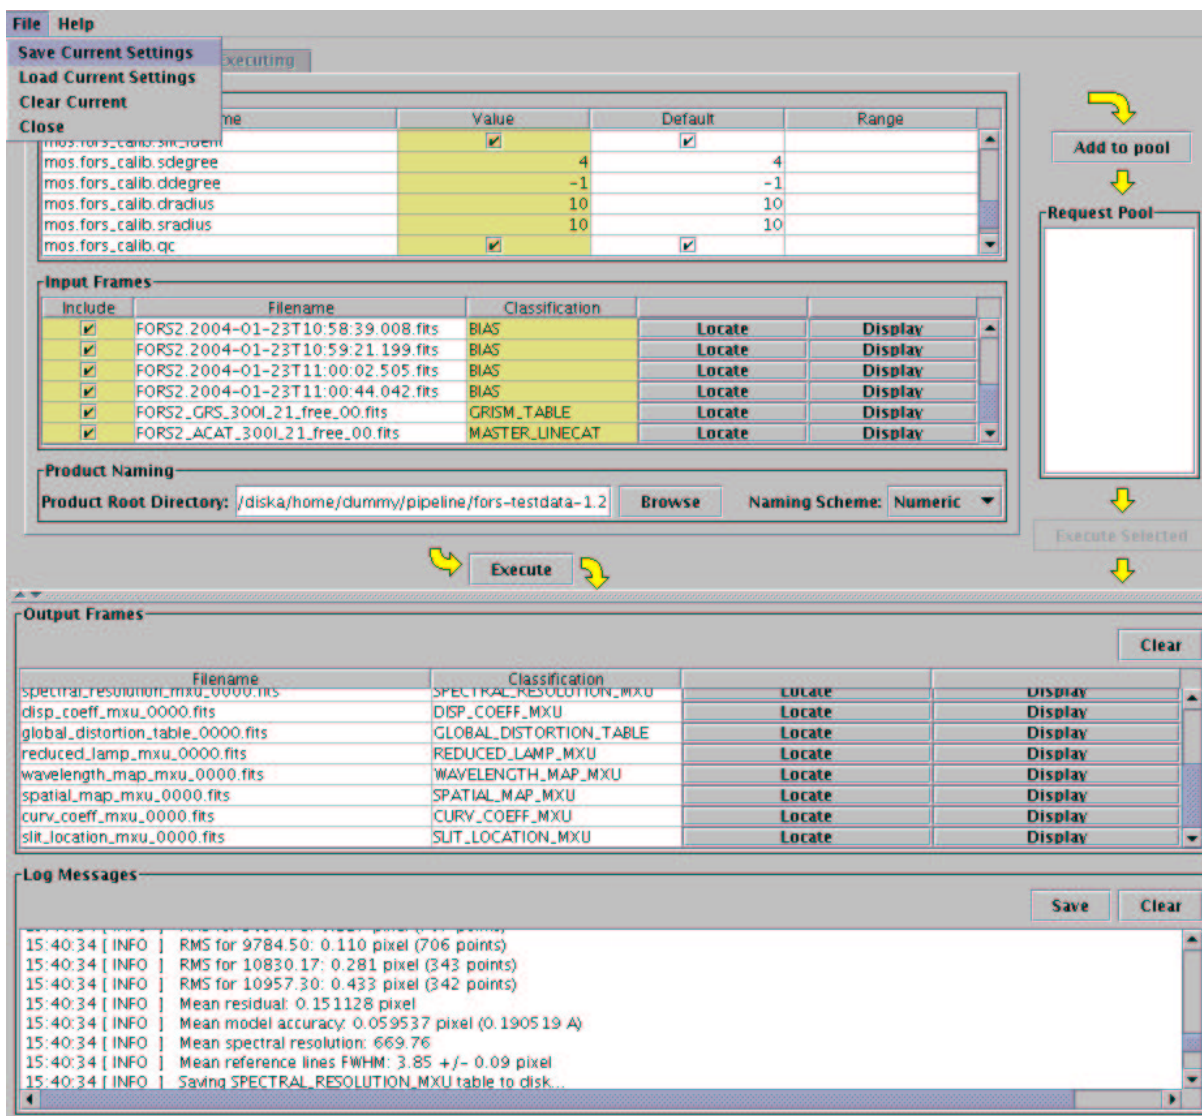 File Help
Save Current Settings
Load Current Settings
Clear Current
Close
Executing
Value Default Range
mos.fors_calib.slit_ident
mos.fors_calib.sdegree 4 4
mos.fors_calib.ddegree -1 -1
mos.fors_calib.dradius 10 10
mos.fors_calib.sradius 10 10
mos.fors_calib.qc
Add to pool
Request Pool
Input Frames
Include Filename Classification
FORS2.2004-01-23T10:58:39.008.fits BIAS Locate Display
FORS2.2004-01-23T10:59:21.199.fits BIAS Locate Display
FORS2.2004-01-23T11:00:02.505.fits BIAS Locate Display
FORS2.2004-01-23T11:00:44.042.fits BIAS Locate Display
FORS2_GRS_300I_21_free_00.fits GRISM_TABLE Locate Display
FORS2_ACAT_300I_21_free_00.fits MASTER_LINECAT Locate Display
Product Naming
Product Root Directory: /diska/home/dummy/pipeline/fors-testdata-1.2 Browse Naming Scheme: Numeric
Execute Selected
Execute
Output Frames
Clear
Filename Classification
spectral_resolution_mxu_0000.fits SPECTRAL_RESOLUTION_MXU Locate Display
disp_coeff_mxu_0000.fits DISP_COEFF_MXU Locate Display
global_distortion_table_0000.fits GLOBAL_DISTORTION_TABLE Locate Display
reduced_lamp_mxu_0000.fits REDUCED_LAMP_MXU Locate Display
wavelength_map_mxu_0000.fits WAVELENGTH_MAP_MXU Locate Display
spatial_map_mxu_0000.fits SPATIAL_MAP_MXU Locate Display
curv_coeff_mxu_0000.fits CURV_COEFF_MXU Locate Display
slit_location_mxu_0000.fits SLIT_LOCATION_MXU Locate Display
Log Messages
Save Clear
15:40:34 [ INFO ] RMS for 9784.50: 0.110 pixel (706 points)
15:40:34 [ INFO ] RMS for 10830.17: 0.281 pixel (343 points)
15:40:34 [ INFO ] RMS for 10957.30: 0.433 pixel (342 points)
15:40:34 [ INFO ] Mean residual: 0.151128 pixel
15:40:34 [ INFO ] Mean model accuracy: 0.059537 pixel (0.190519 A)
15:40:34 [ INFO ] Mean spectral resolution: 669.76
15:40:34 [ INFO ] Mean reference lines FWHM: 3.85 +/- 0.09 pixel
15:40:34 [ INFO ] Saving SPECTRAL_RESOLUTION_MXU table to disk...